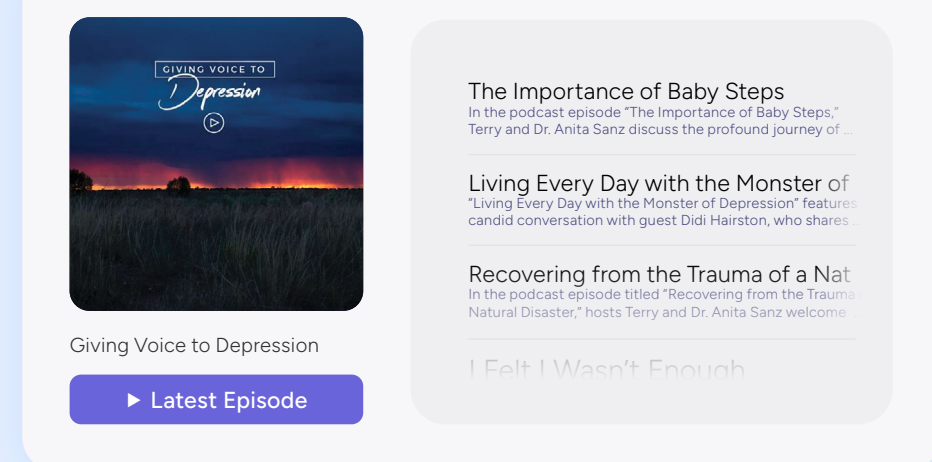 GIVING VOICE TO
Depression
Giving Voice to Depression
Latest Episode
The Importance of Baby Steps
In the podcast episode “The Importance of Baby Steps,”
Terry and Dr. Anita Sanz discuss the profound journey of ...
Living Every Day with the Monster of
“Living Every Day with the Monster of Depression” features
candid conversation with guest Didi Hairston, who shares ...
Recovering from the Trauma of a Nat
In the podcast episode titled “Recovering from the Trauma
Natural Disaster,” hosts Terry and Dr. Anita Sanz welcome ...
I Felt I Wasn’t Enough